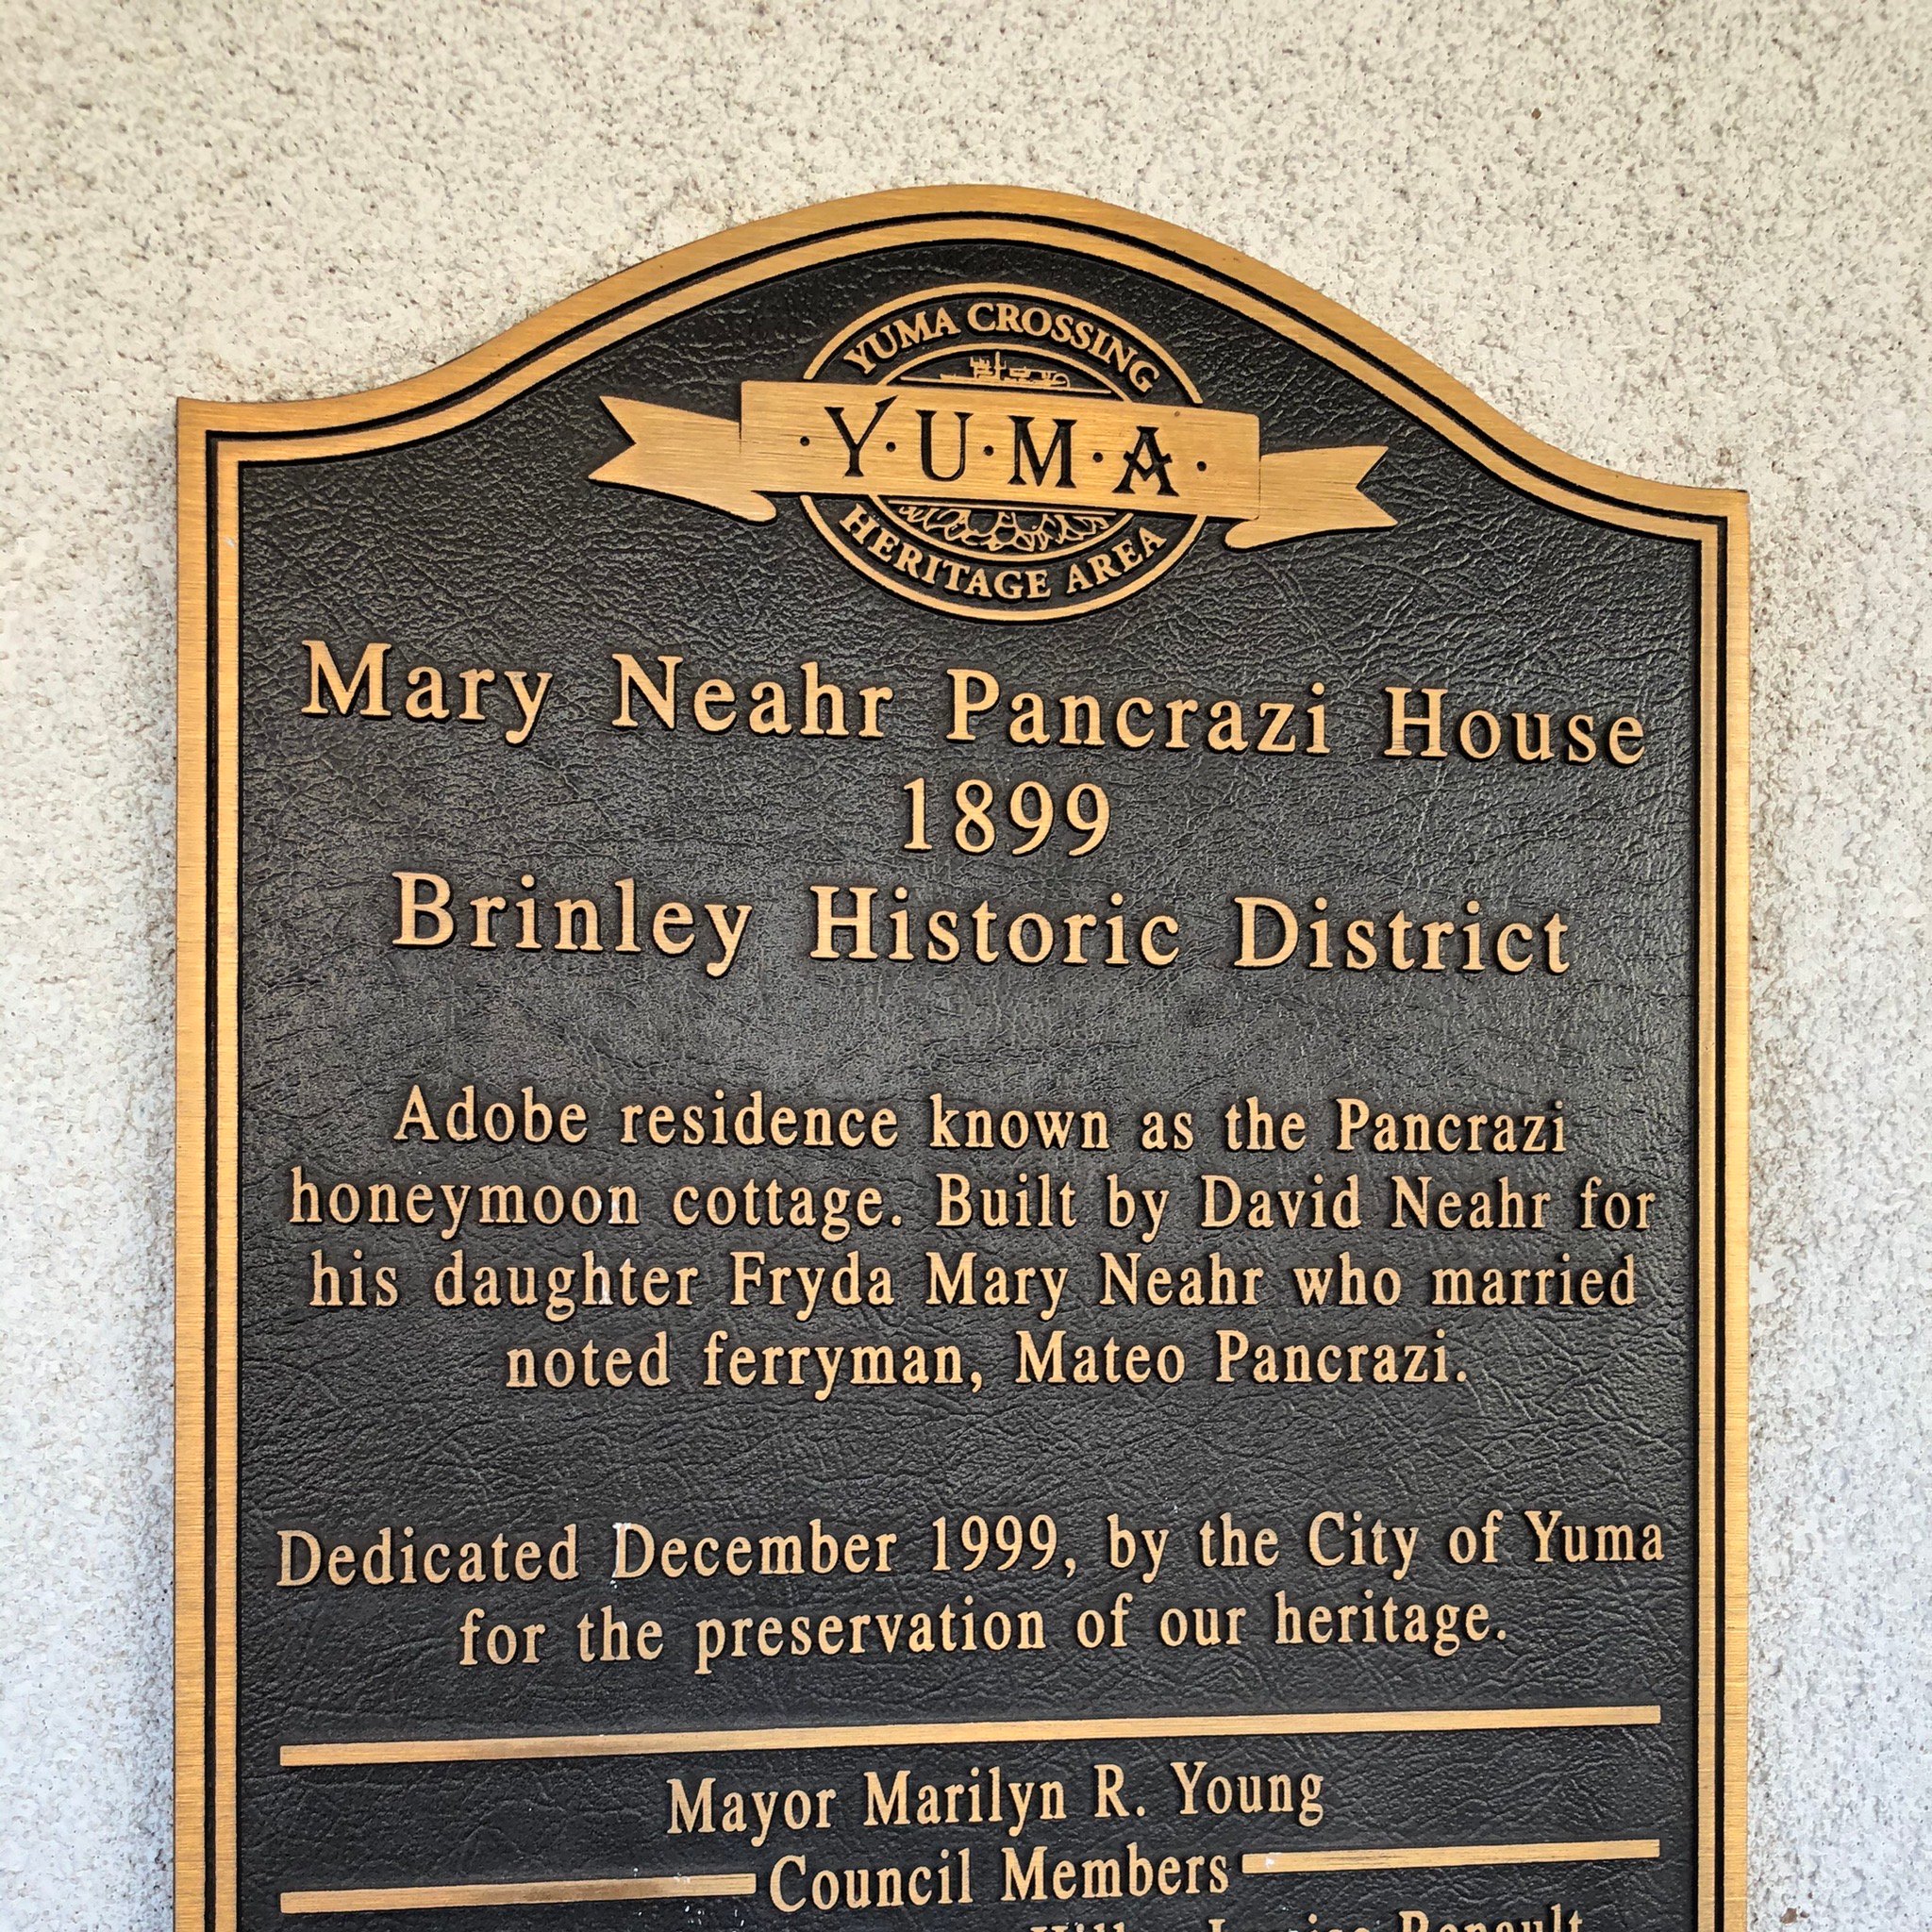 YUMA CROSSING
·Y·U·M·A·
HERITAGE AREA
Mary Neahr Pancrazi House
1899
Brinley Historic District
Adobe residence known as the Pancrazi
honeymoon cottage. Built by David Neahr for
his daughter Fryda Mary Neahr who married
noted ferryman, Mateo Pancrazi.
Dedicated December 1999, by the City of Yuma
for the preservation of our heritage.
Mayor Marilyn R. Young
Council Members